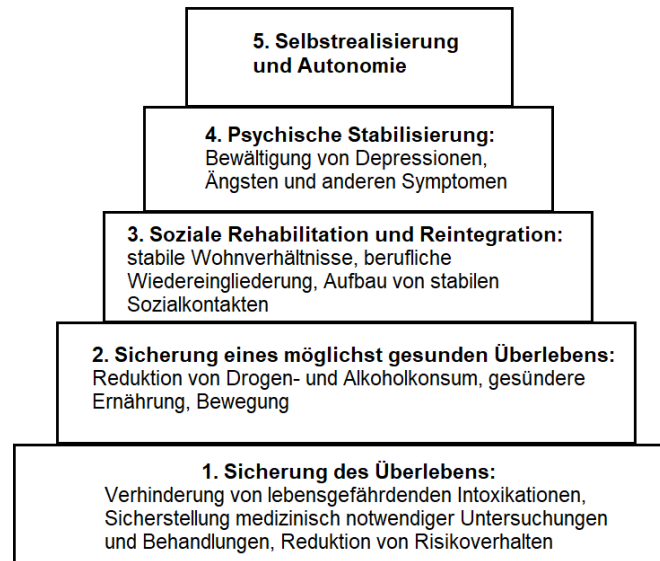 5. Selbstrealisierung
und Autonomie
4. Psychische Stabilisierung:
Bewältigung von Depressionen,
Ängsten und anderen Symptomen
3. Soziale Rehabilitation und Reintegration:
stabile Wohnverhältnisse, berufliche
Wiedereingliederung, Aufbau von stabilen
Sozialkontakten
2. Sicherung eines möglichst gesunden Überlebens:
Reduktion von Drogen- und Alkoholkonsum, gesündere
Ernährung, Bewegung
1. Sicherung des Überlebens:
Verhinderung von lebensgefährdenden Intoxikationen,
Sicherstellung medizinisch notwendiger Untersuchungen
und Behandlungen, Reduktion von Risikoverhalten